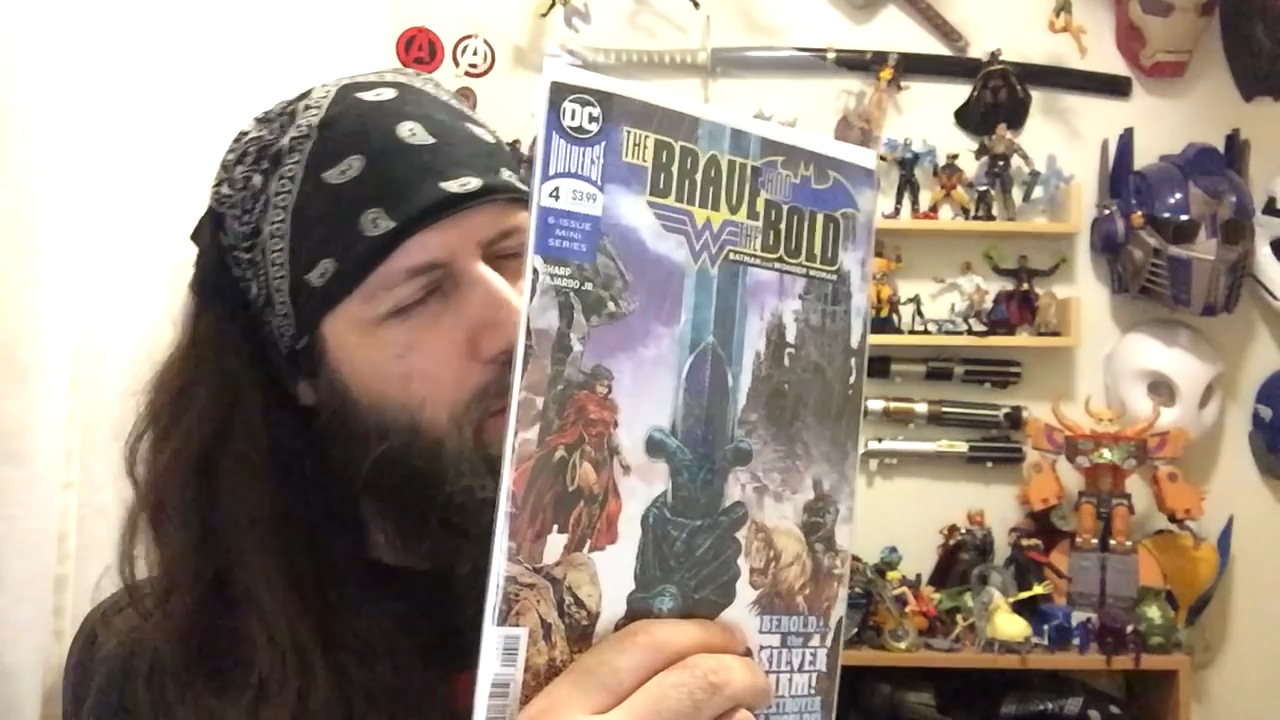 DC
UNIVERSE
4 $3.99
6-ISSUE
MINI
SERIES
SHARP
FAJARDO JR.
THE
BRAVE AND
THE BOLD
BATMAN AND WONDER WOMAN
BEHOLD...
the
SILVER
ARM!
DESTROYER